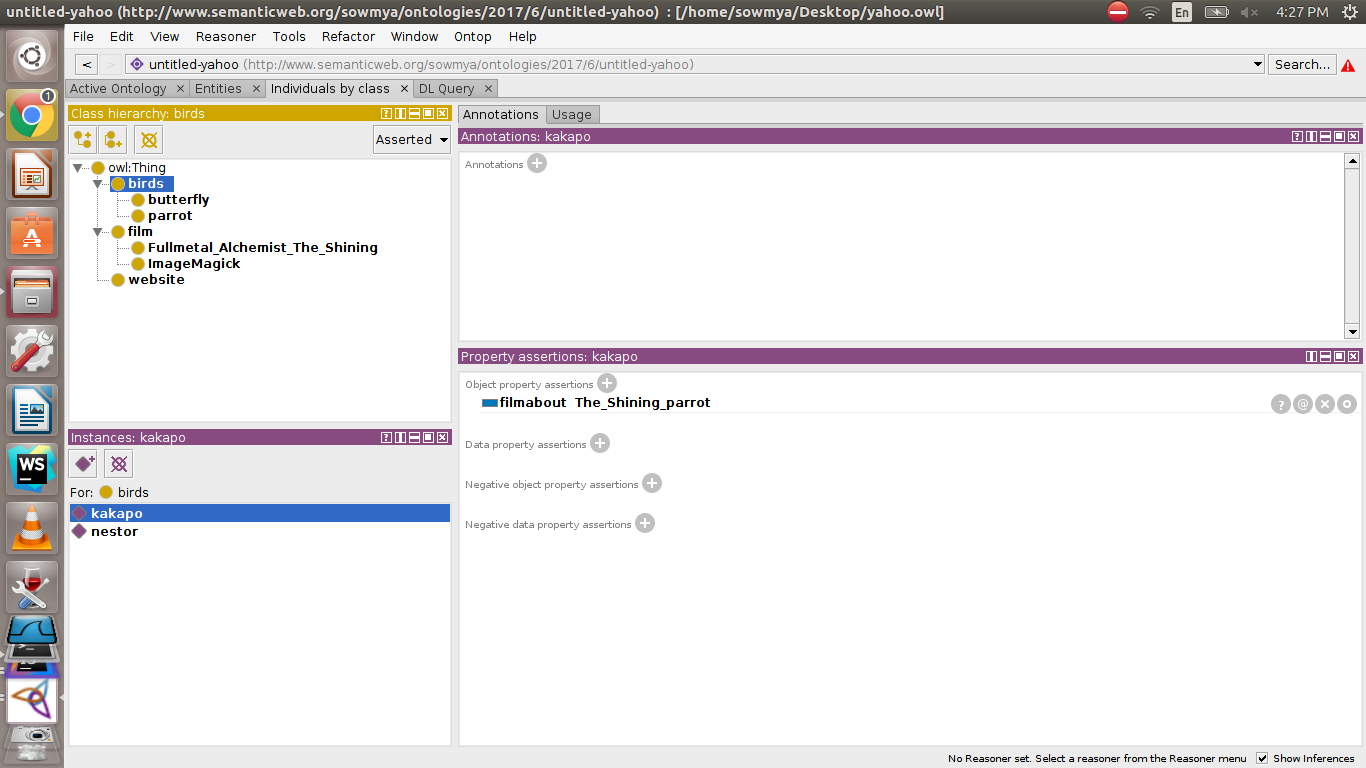 untitled-yahoo (http://www.semanticweb.org/sowmya/ontologies/2017/6/untitled-yahoo) : [/home/sowmya/Desktop/yahoo.owl]
En
4:27 PM
File Edit View Reasoner Tools Refactor Window Ontop Help
< > untitled-yahoo (http://www.semanticweb.org/sowmya/ontologies/2017/6/untitled-yahoo) Search...
1
Active Ontology × Entities × Individuals by class × DL Query ×
Class hierarchy: birds
Asserted
owl:Thing
birds
butterfly
parrot
film
Fullmetal_Alchemist_The_Shining
ImageMagick
website
Instances: kakapo
For: birds
kakapo
nestor
Annotations Usage
Annotations: kakapo
Annotations
Property assertions: kakapo
Object property assertions
filmabout The_Shining_parrot
Data property assertions
Negative object property assertions
Negative data property assertions
WS
No Reasoner set. Select a reasoner from the Reasoner menu Show Inferences